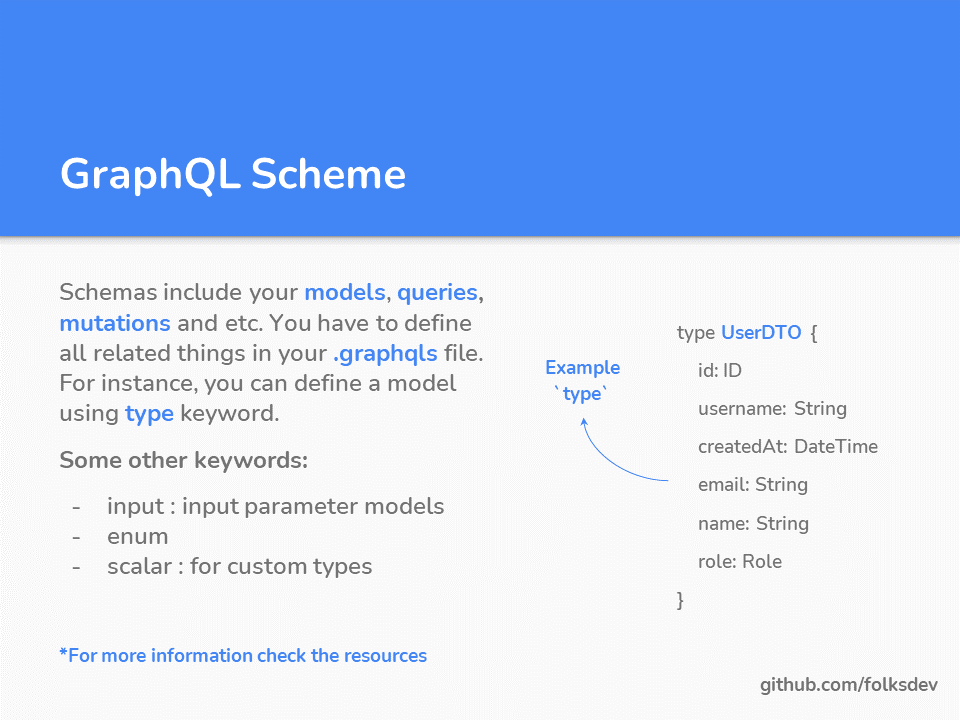 GraphQL Scheme
Schemas include your models, queries,
mutations and etc. You have to define
all related things in your .graphqls file.
For instance, you can define a model
using type keyword.
Some other keywords:
- input : input parameter models
- enum
- scalar : for custom types
*For more information check the resources
Example
`type`
type UserDTO {
id: ID
username: String
createdAt: DateTime
email: String
name: String
role: Role
}
github.com/folksdev